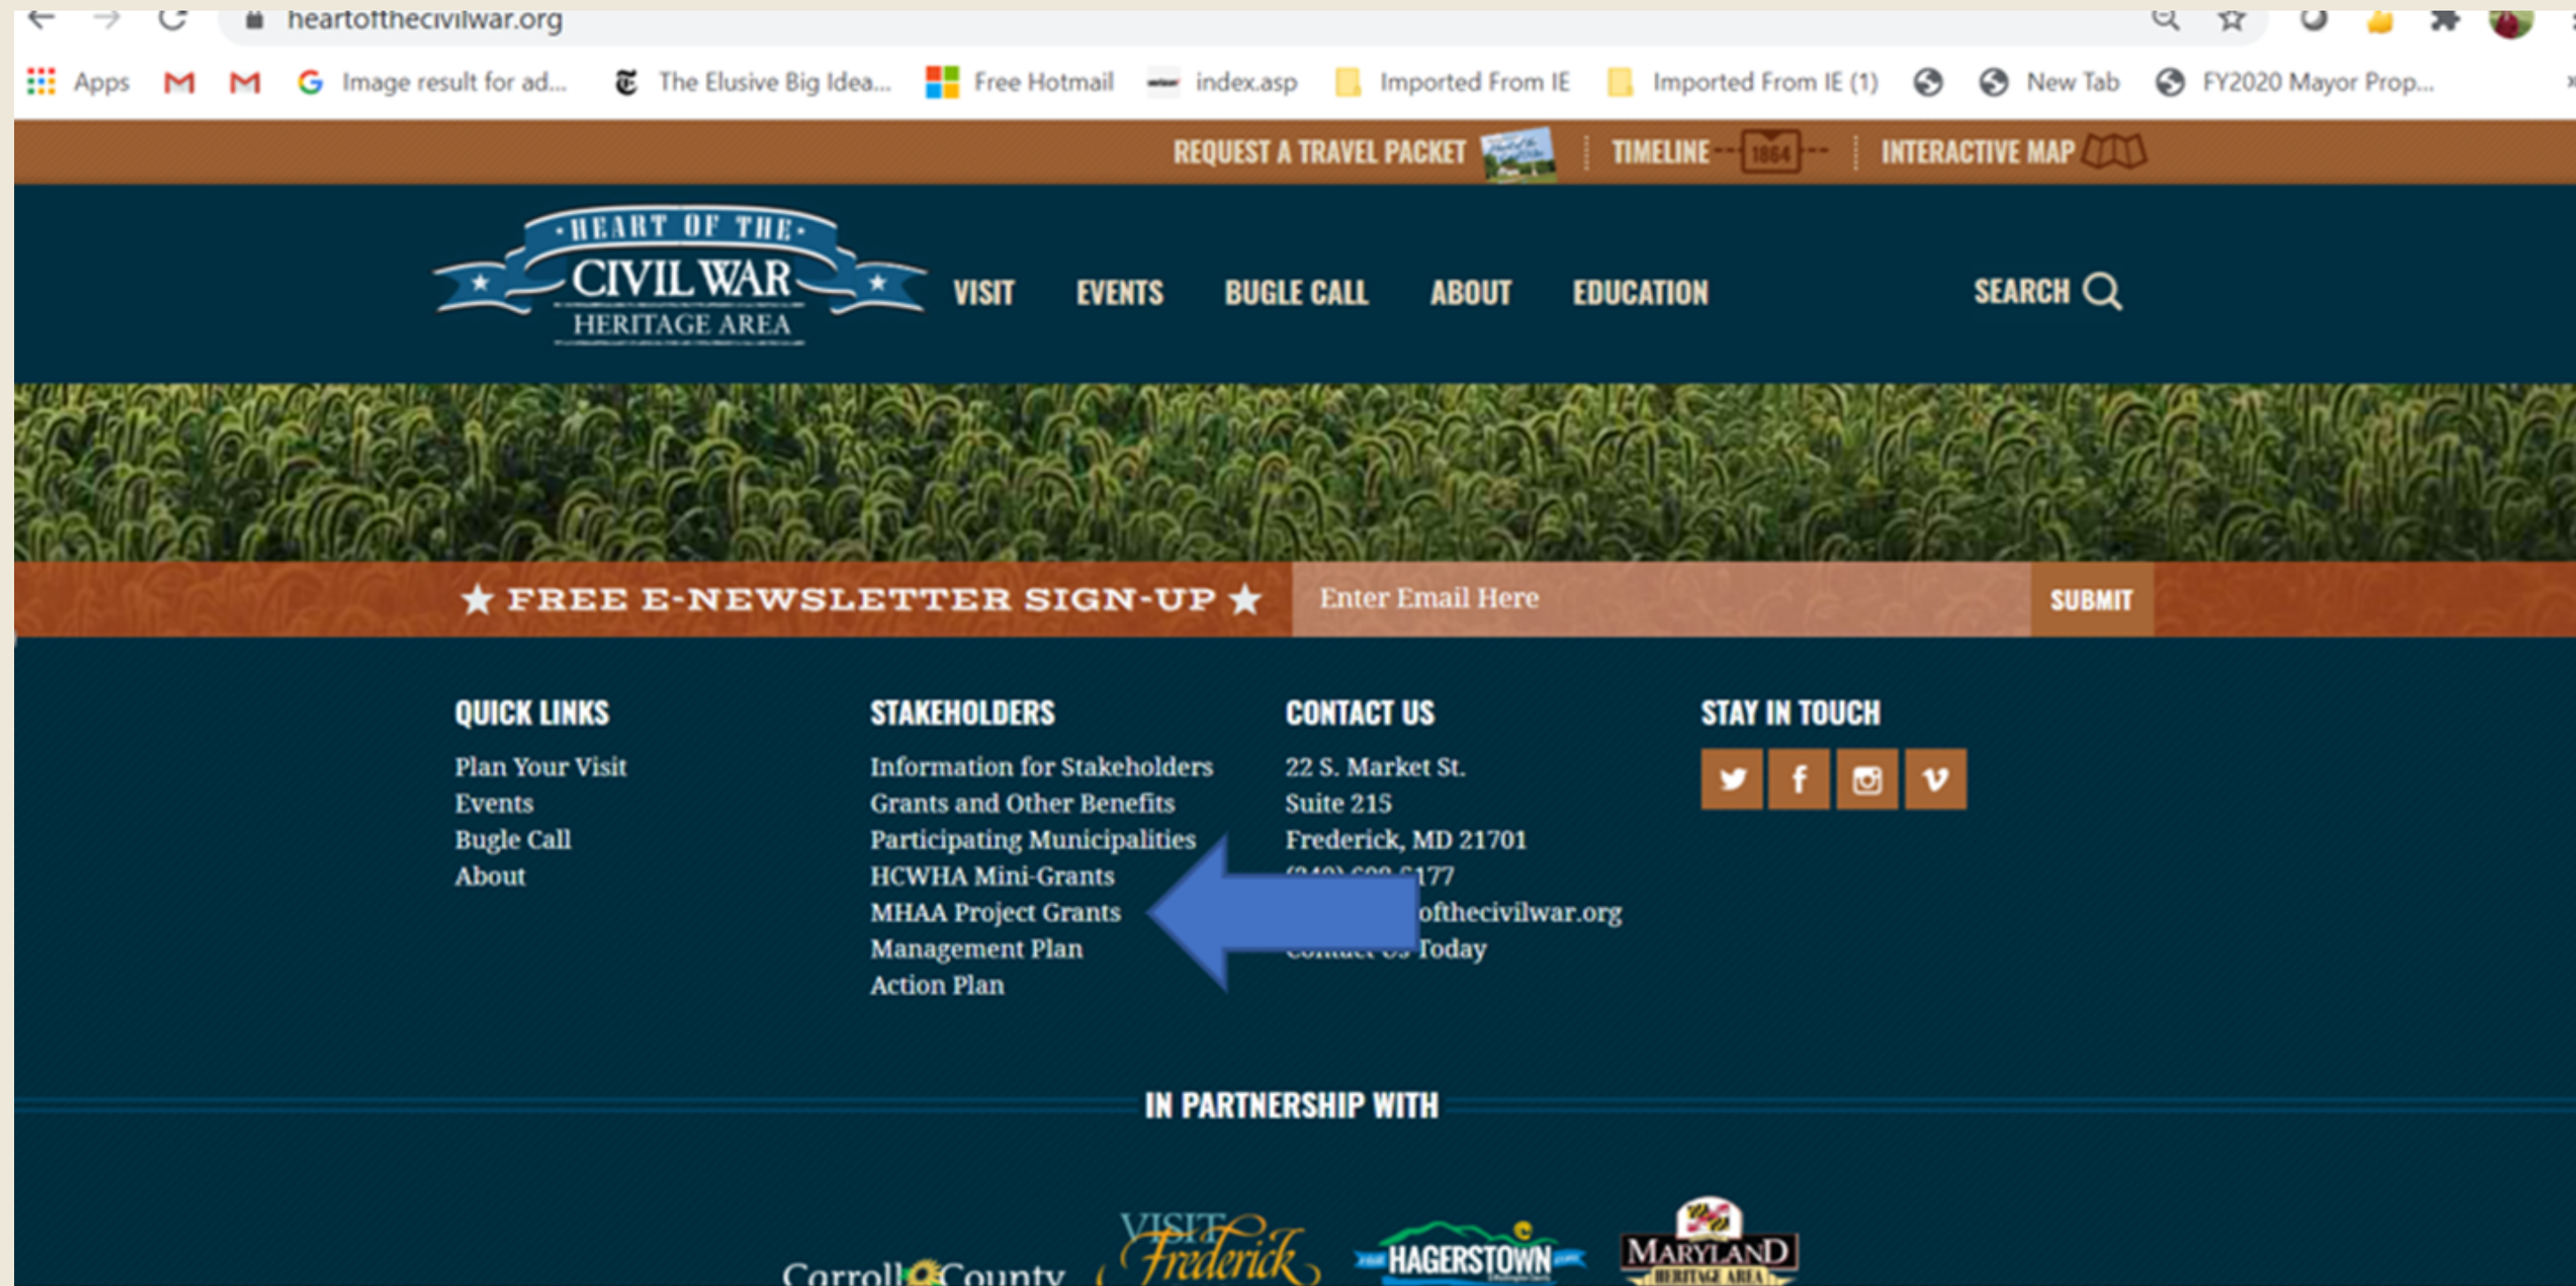 heartofthecivilwar.org
Apps Image result for ad... The Elusive Big Idea... Free Hotmail index.asp Imported From IE Imported From IE (1) New Tab FY2020 Mayor Prop...
REQUEST A TRAVEL PACKET TIMELINE 1864 INTERACTIVE MAP
HEART OF THE
CIVIL WAR
HERITAGE AREA
VISIT EVENTS BUGLE CALL ABOUT EDUCATION SEARCH
FREE E-NEWSLETTER SIGN-UP Enter Email Here SUBMIT
QUICK LINKS
Plan Your Visit
Events
Bugle Call
About
STAKEHOLDERS
Information for Stakeholders
Grants and Other Benefits
Participating Municipalities
HCWHA Mini-Grants
MHAA Project Grants
Management Plan
Action Plan
CONTACT US
22 S. Market St.
Suite 215
Frederick, MD 21701
177
ofthecivilwar.org
Contact Us Today
STAY IN TOUCH
IN PARTNERSHIP WITH
Carroll County
VISIT
Frederick
HAGERSTOWN
MARYLAND
HERITAGE AREA